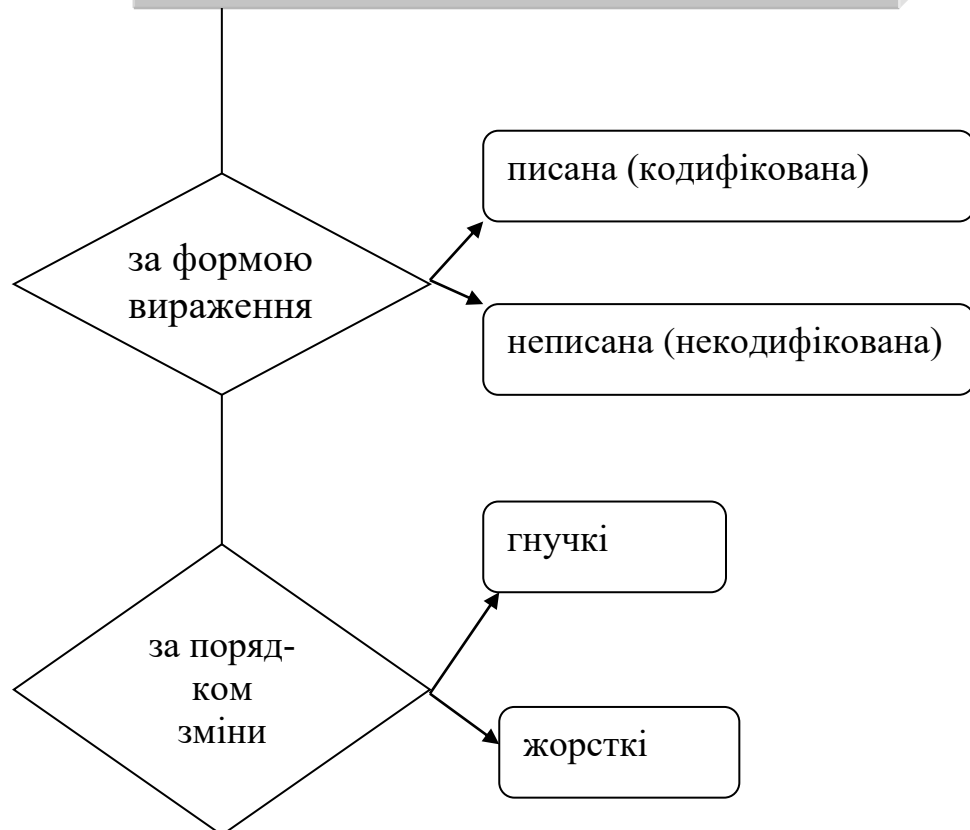 писана (кодифікована)
за формою
вираження
неписана (некодифікована)
гнучкі
за поряд-
ком
зміни
жорсткі